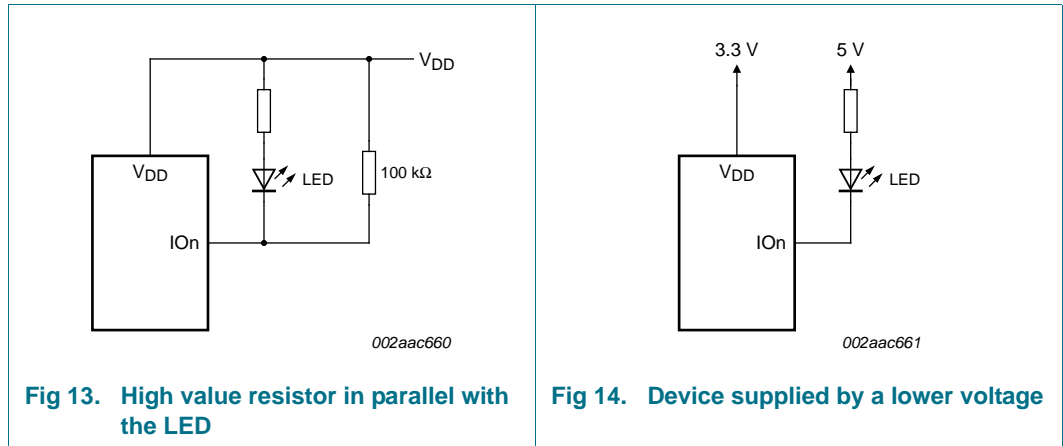 VDD
VDD
LED
100 kΩ
IOn
002aac660
Fig 13. High value resistor in parallel with
the LED
3.3 V
5 V
VDD
LED
IOn
002aac661
Fig 14. Device supplied by a lower voltage